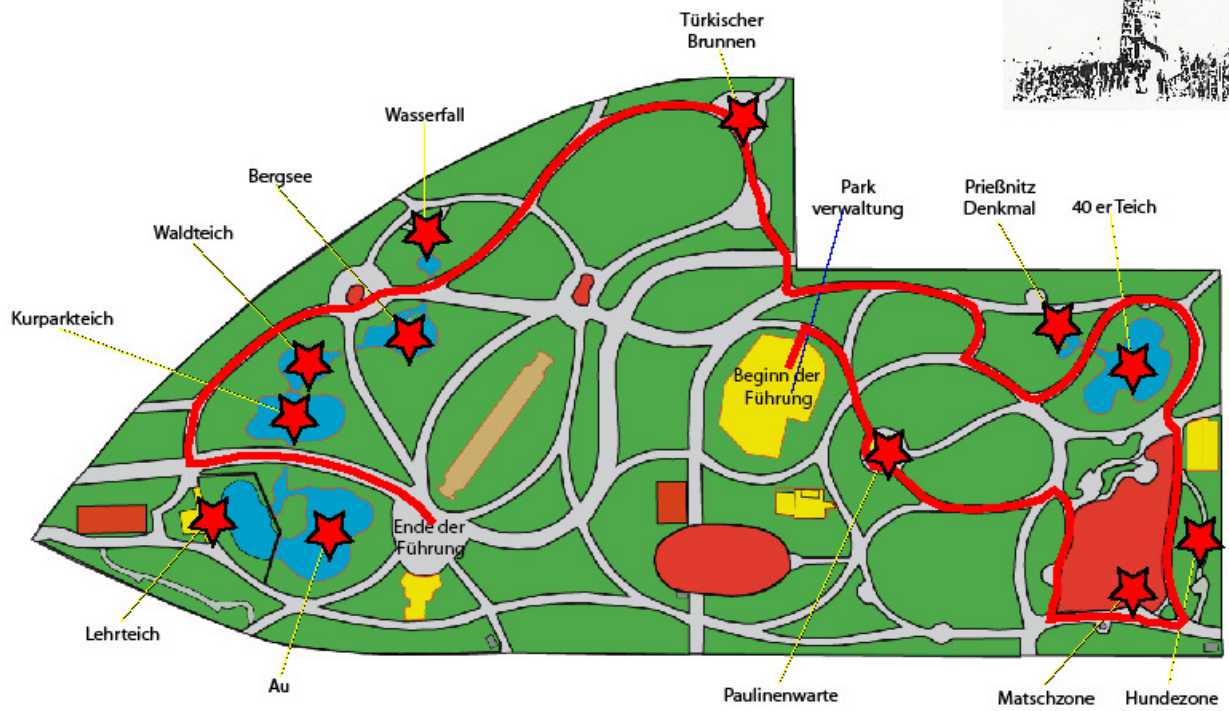 Türkischer
Brunnen
Wasserfall
Bergsee
Park
verwaltung
Prießnitz
Denkmal
40 er Teich
Waldteich
Kurparkteich
Beginn der
Führung
Ende der
Führung
Lehrteich
Au
Paulinenwarte
Matschzone
Hundezone